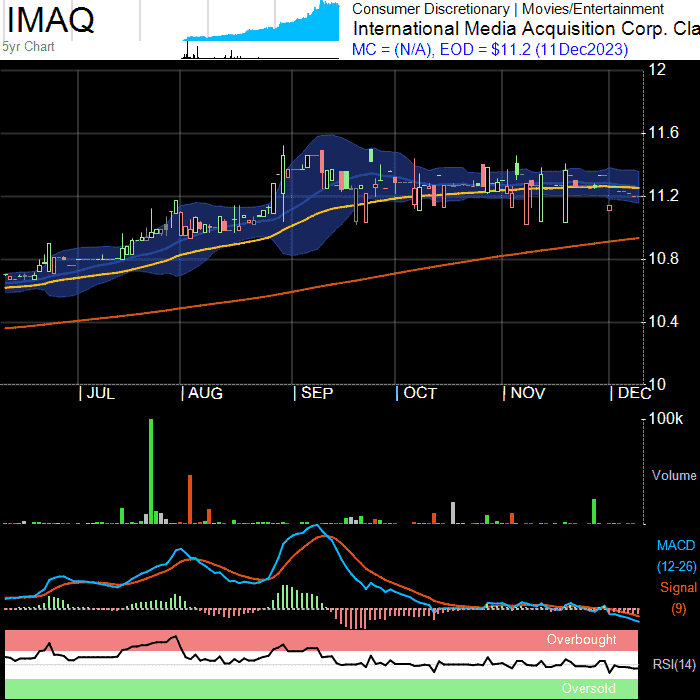 IMAQ
Consumer Discretionary | Movies/Entertainment
5yr Chart
International Media Acquisition Corp. Cla
MC = (N/A), EOD = $11.2 (11Dec2023)
12
11.6
11.2
10.8
10.4
10
| JUL | AUG | SEP | OCT | NOV | DEC
100k
Volume
MACD
(12-26)
Signal
(9)
Overbought
RSI(14)
Oversold